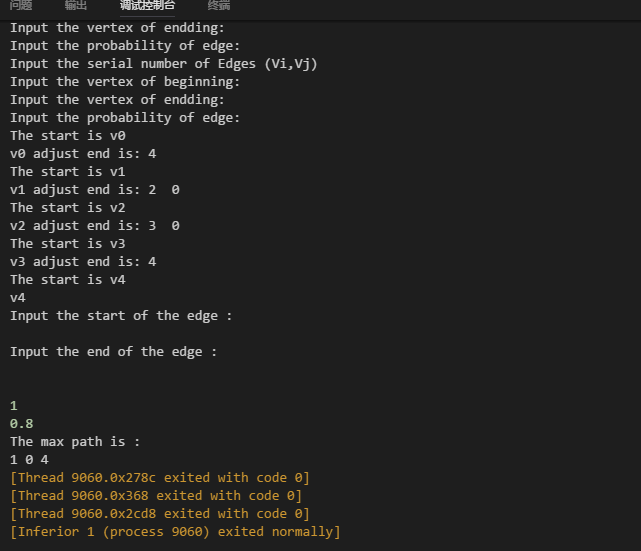 问题 输出 调试控制台 终端
Input the vertex of endding:
Input the probability of edge:
Input the serial number of Edges (Vi,Vj)
Input the vertex of beginning:
Input the vertex of endding:
Input the probability of edge:
The start is v0
v0 adjust end is: 4
The start is v1
v1 adjust end is: 2  0
The start is v2
v2 adjust end is: 3  0
The start is v3
v3 adjust end is: 4
The start is v4
v4
Input the start of the edge :
Input the end of the edge :
1
0.8
The max path is :
1 0 4
[Thread 9060.0x278c exited with code 0]
[Thread 9060.0x368 exited with code 0]
[Thread 9060.0x2cd8 exited with code 0]
[Inferior 1 (process 9060) exited normally]